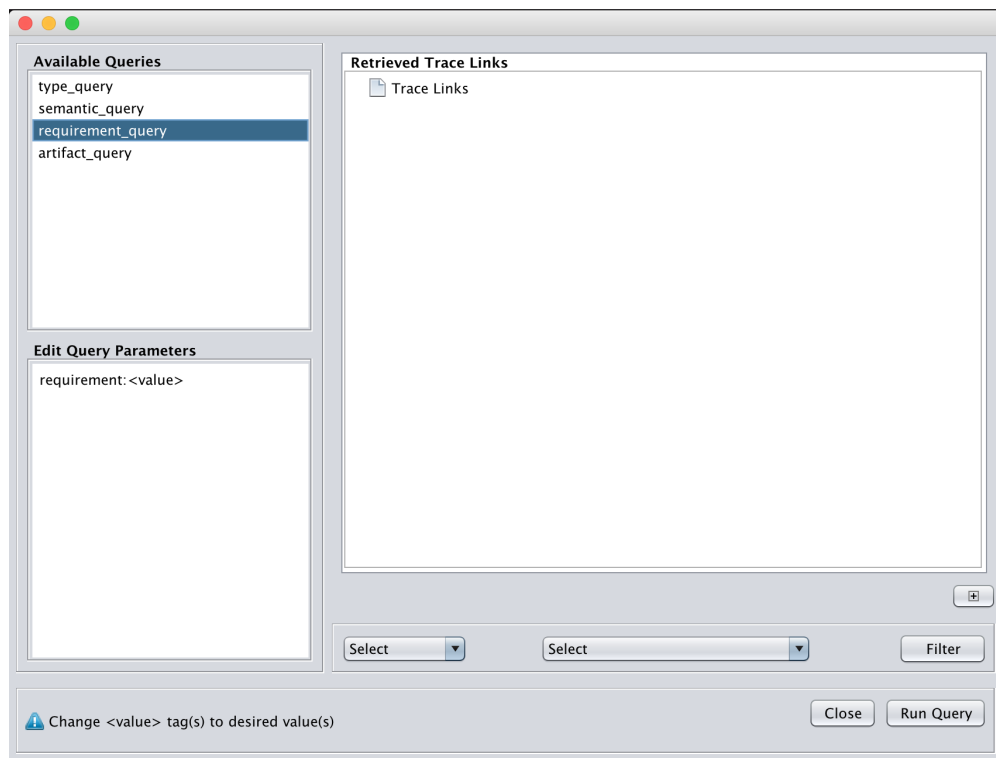 Available Queries
type_query
semantic_query
requirement_query
artifact_query
Edit Query Parameters
requirement:<value>
Retrieved Trace Links
Trace Links
Select
Select
Filter
Change <value> tag(s) to desired value(s)
Close
Run Query